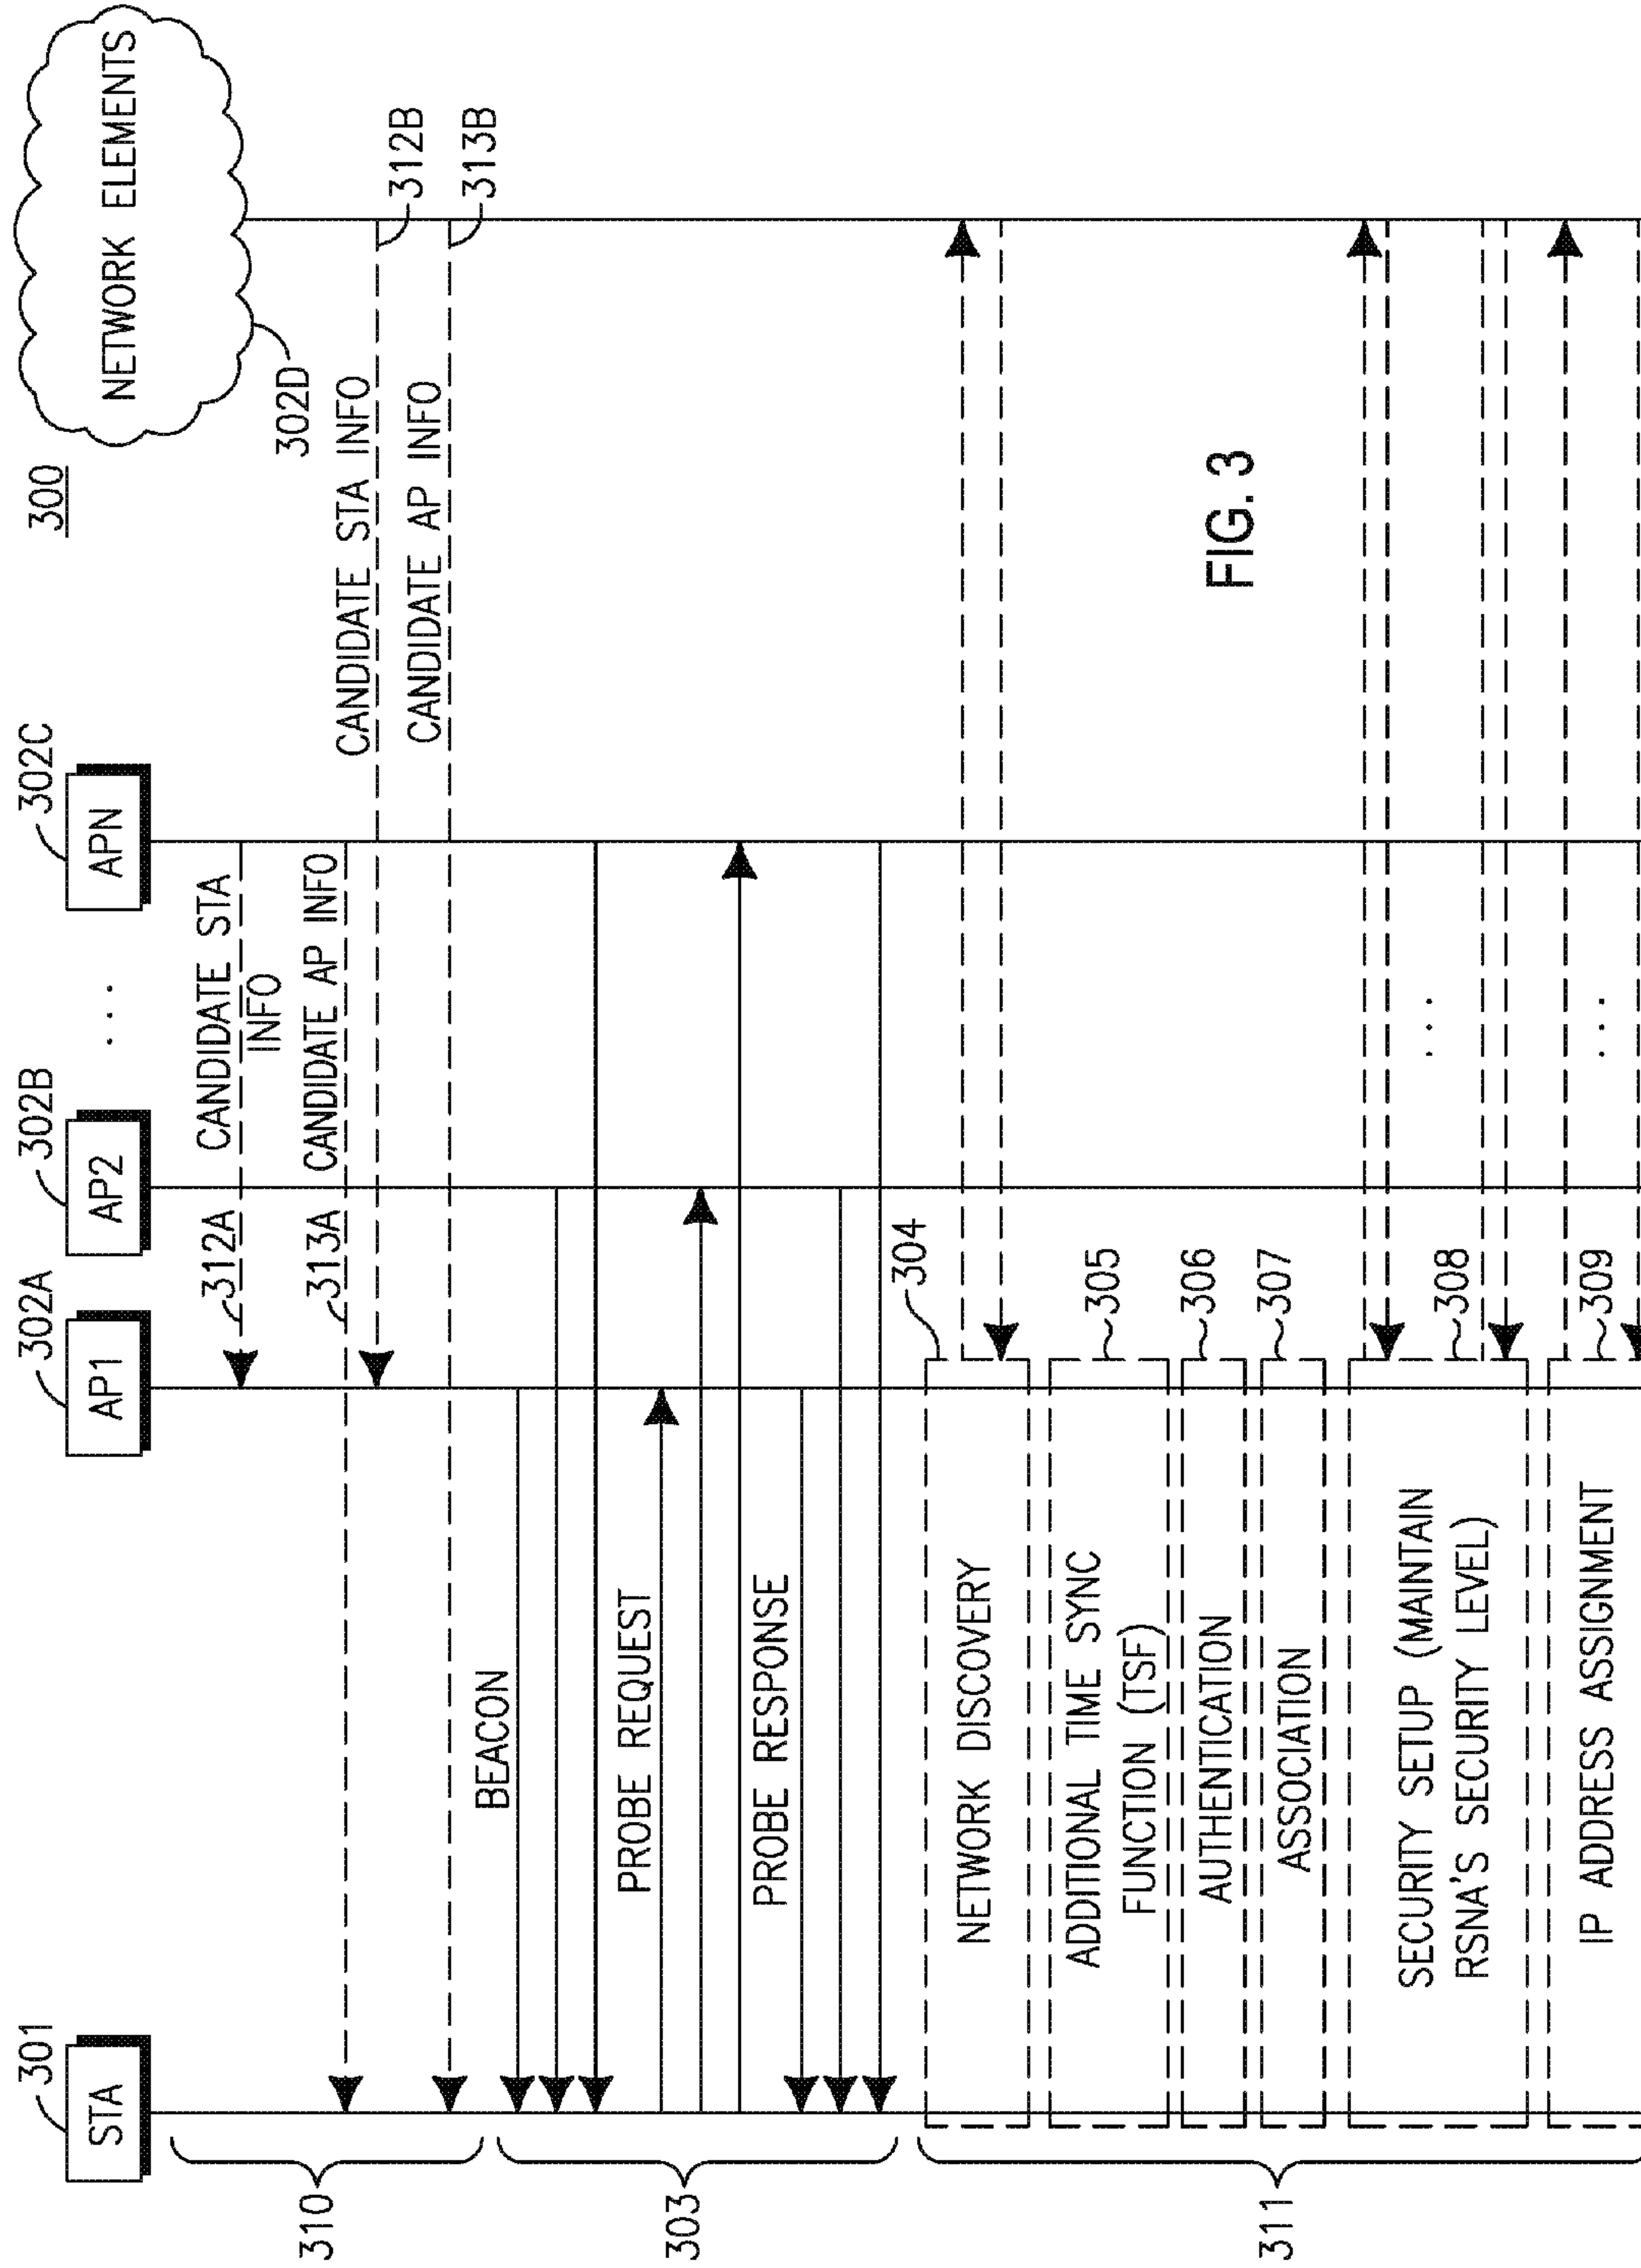 300
301
STA
302A
AP1
302B
AP2
. . .
302C
APN
NETWORK ELEMENTS
302D
310
312A
CANDIDATE STA
INFO
313A
CANDIDATE AP INFO
CANDIDATE STA INFO
312B
CANDIDATE AP INFO
313B
303
BEACON
PROBE REQUEST
PROBE RESPONSE
311
NETWORK DISCOVERY
304
ADDITIONAL TIME SYNC
FUNCTION (TSF)
305
AUTHENTICATION
306
ASSOCIATION
307
SECURITY SETUP (MAINTAIN
RSNA'S SECURITY LEVEL)
308
. . .
IP ADDRESS ASSIGNMENT
309
. . .
FIG. 3